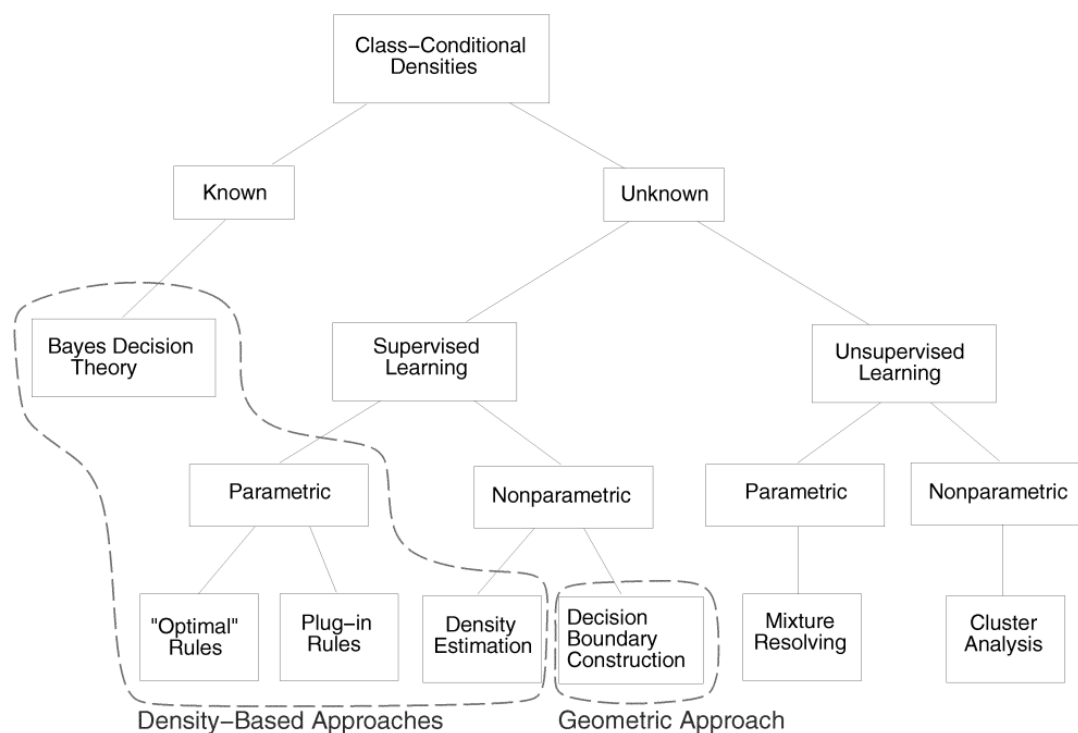 Class–Conditional
Densities
Known
Unknown
Bayes Decision
Theory
Supervised
Learning
Unsupervised
Learning
Parametric
Nonparametric
Parametric
Nonparametric
"Optimal"
Rules
Plug–in
Rules
Density
Estimation
Decision
Boundary
Construction
Mixture
Resolving
Cluster
Analysis
Density–Based Approaches
Geometric Approach